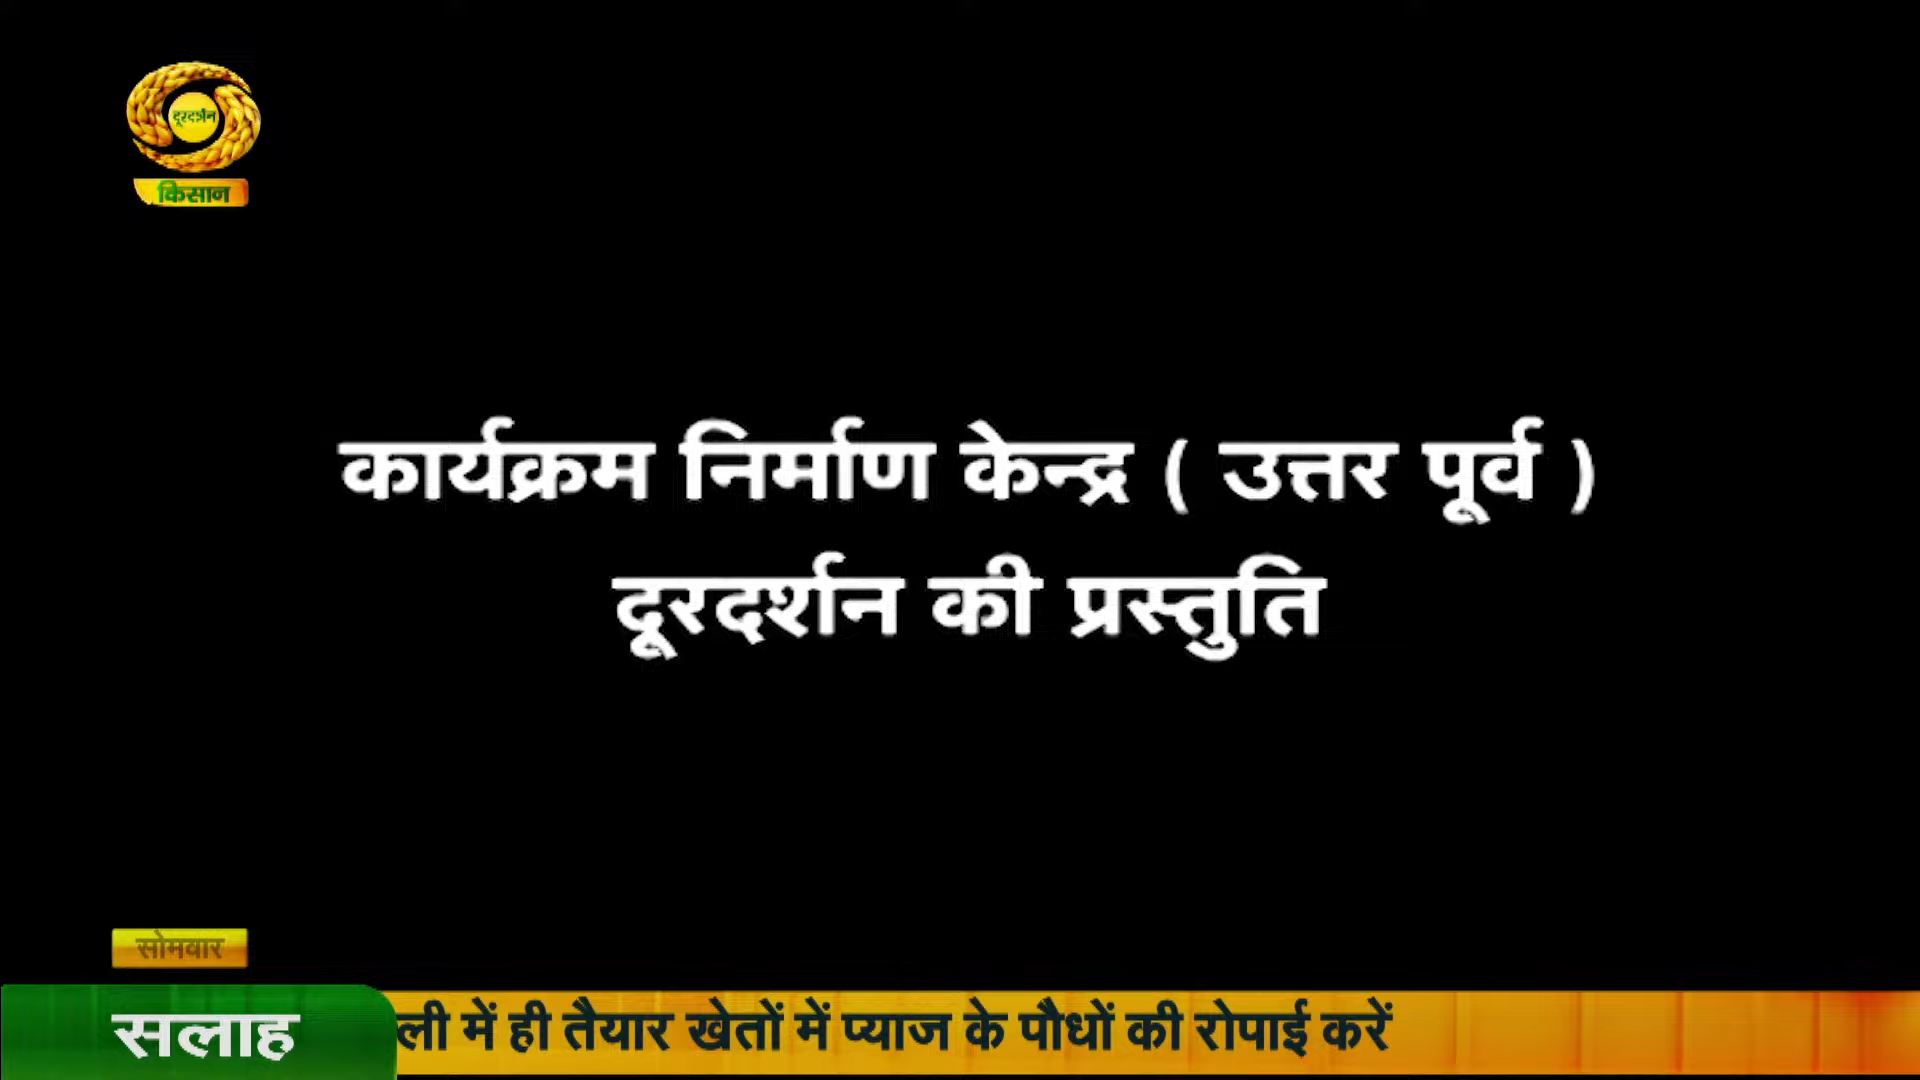 दूरदर्शन
किसान
कार्यक्रम निर्माण केन्द्र ( उत्तर पूर्व )
दूरदर्शन की प्रस्तुति
सोमवार
सलाह
ली में ही तैयार खेतों में प्याज के पौधों की रोपाई करें